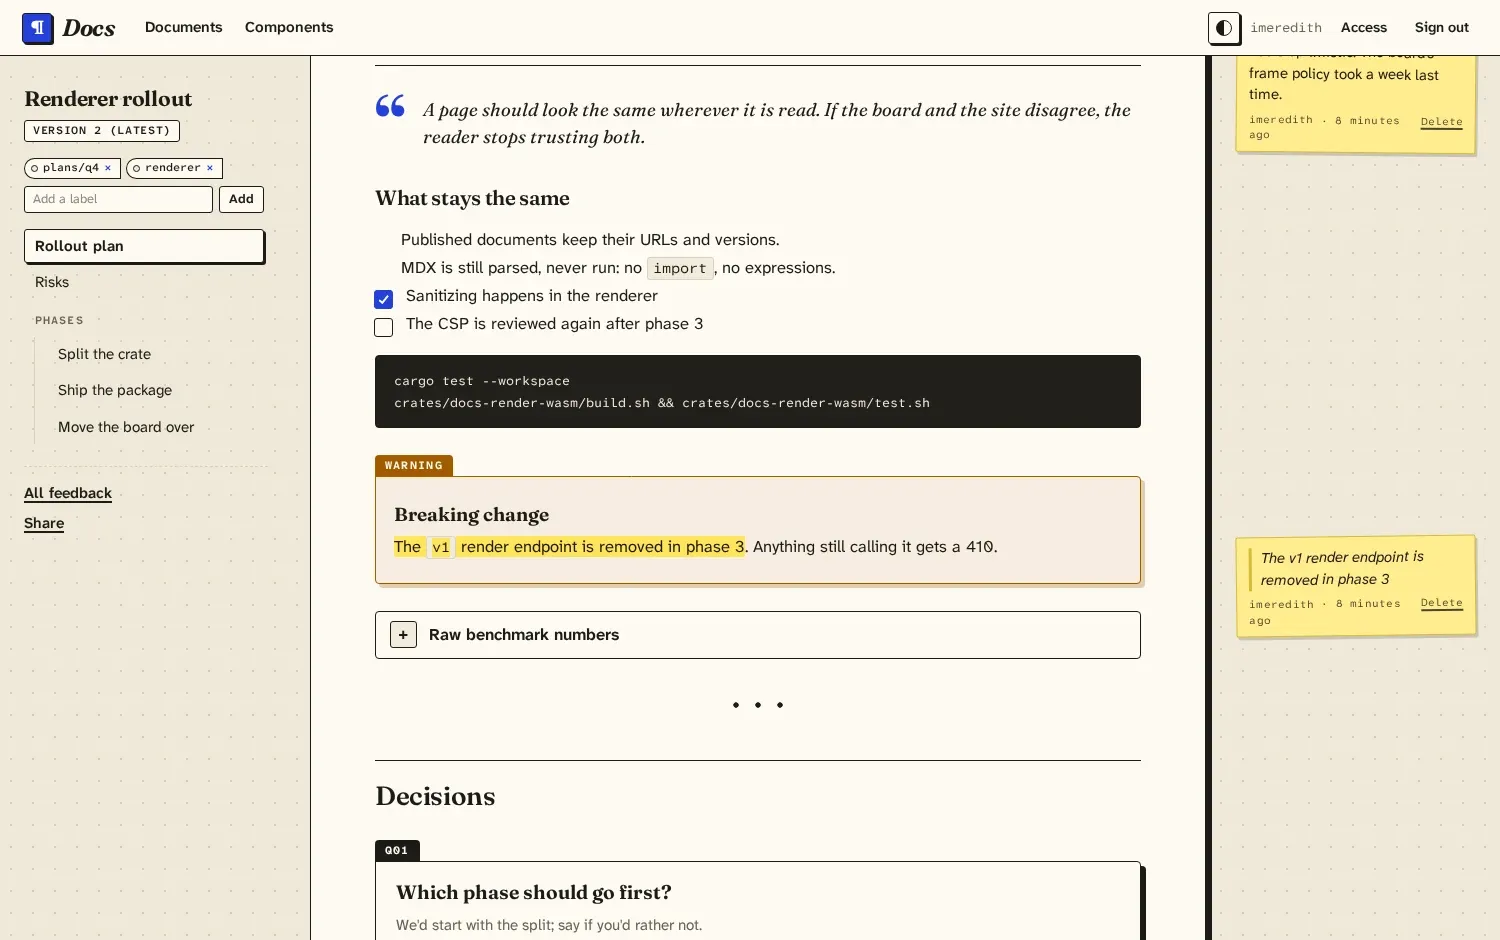 ¶ Docs Documents Components imeredith Access Sign out
Renderer rollout
VERSION 2 (LATEST)
plans/q4 × renderer ×
Add a label Add
Rollout plan
Risks
PHASES
Split the crate
Ship the package
Move the board over
All feedback
Share
“ A page should look the same wherever it is read. If the board and the site disagree, the
reader stops trusting both.
What stays the same
Published documents keep their URLs and versions.
MDX is still parsed, never run: no import, no expressions.
Sanitizing happens in the renderer
The CSP is reviewed again after phase 3
cargo test --workspace
crates/docs-render-wasm/build.sh && crates/docs-render-wasm/test.sh
WARNING
Breaking change
The v1 render endpoint is removed in phase 3. Anything still calling it gets a 410.
+ Raw benchmark numbers
• • •
Decisions
Q01
Which phase should go first?
We'd start with the split; say if you'd rather not.
frame policy took a week last
time.
imeredith · 8 minutes
ago
Delete
The v1 render endpoint is
removed in phase 3
imeredith · 8 minutes
ago
Delete